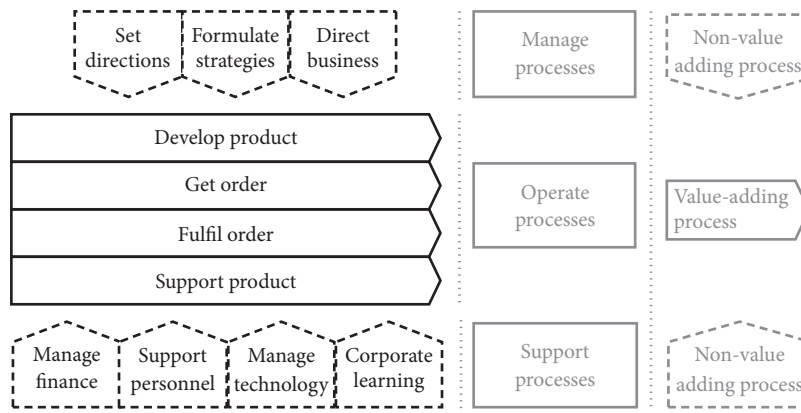 Set
directions
Formulate
strategies
Direct
business
Manage
processes
Non-value
adding process
Develop product
Get order
Fulfil order
Support product
Operate
processes
Value-adding
process
Manage
finance
Support
personnel
Manage
technology
Corporate
learning
Support
processes
Non-value
adding process